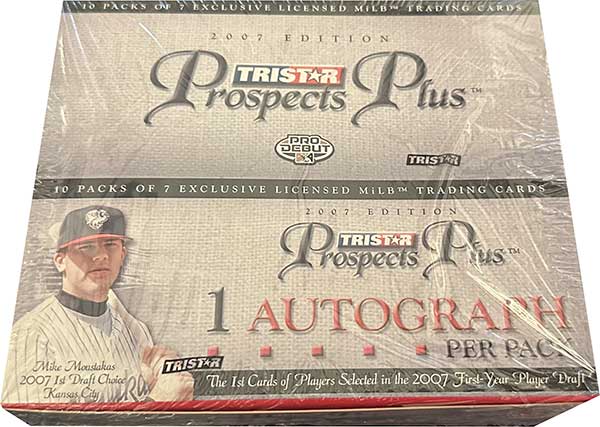 10 PACKS OF 7 EXCLUSIVE LICENSED MiLB™ TRADING CARDS
2007 EDITION
TRISTAR
Prospects Plus™
PRO
DEBUT
TRISTAR
10 PACKS OF 7 EXCLUSIVE LICENSED MiLB™ TRADING CARDS
2007 EDITION
TRISTAR
Prospects Plus™
1 AUTOGRAPH
PER PACK
Mike Moustakas
2007 1st Draft Choice
Kansas City
TRISTAR
The 1st Cards of Players Selected in the 2007 First-Year Player Draft